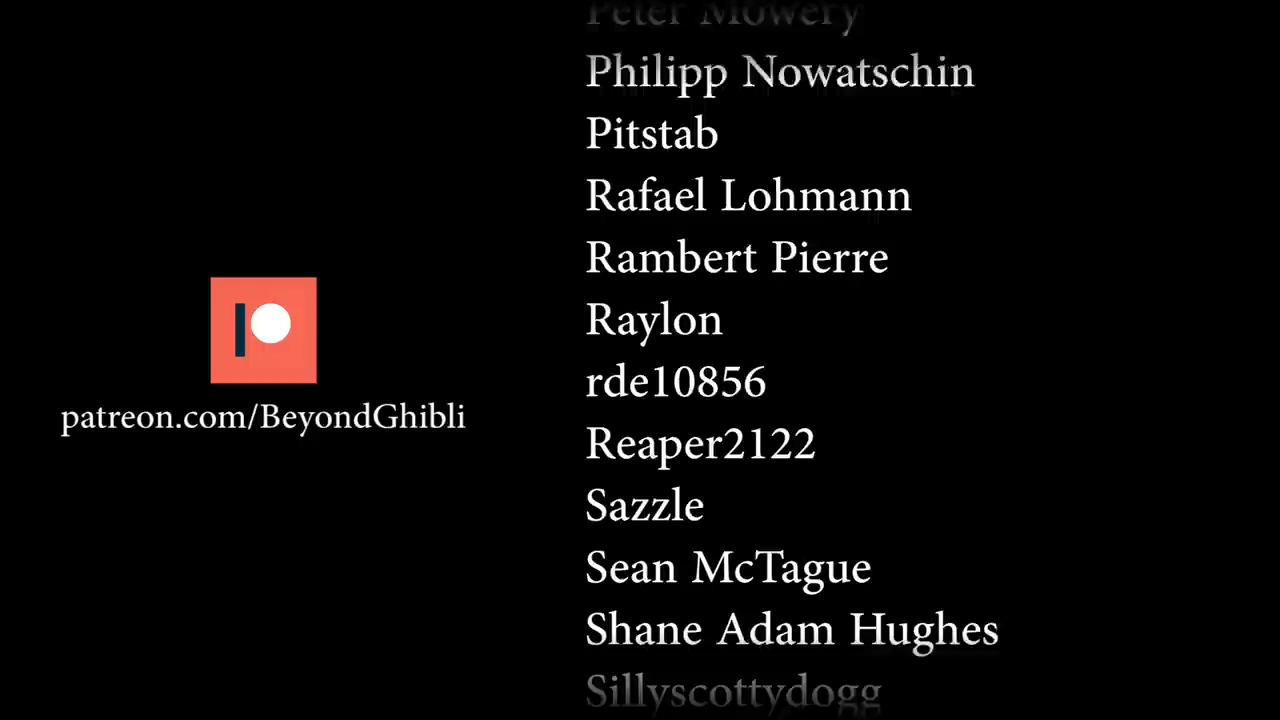 Peter Mowery
Philipp Nowatschin
Pitstab
Rafael Lohmann
Rambert Pierre
Raylon
rde10856
Reaper2122
Sazzle
Sean McTague
Shane Adam Hughes
Sillyscottydogg
patreon.com/BeyondGhibli